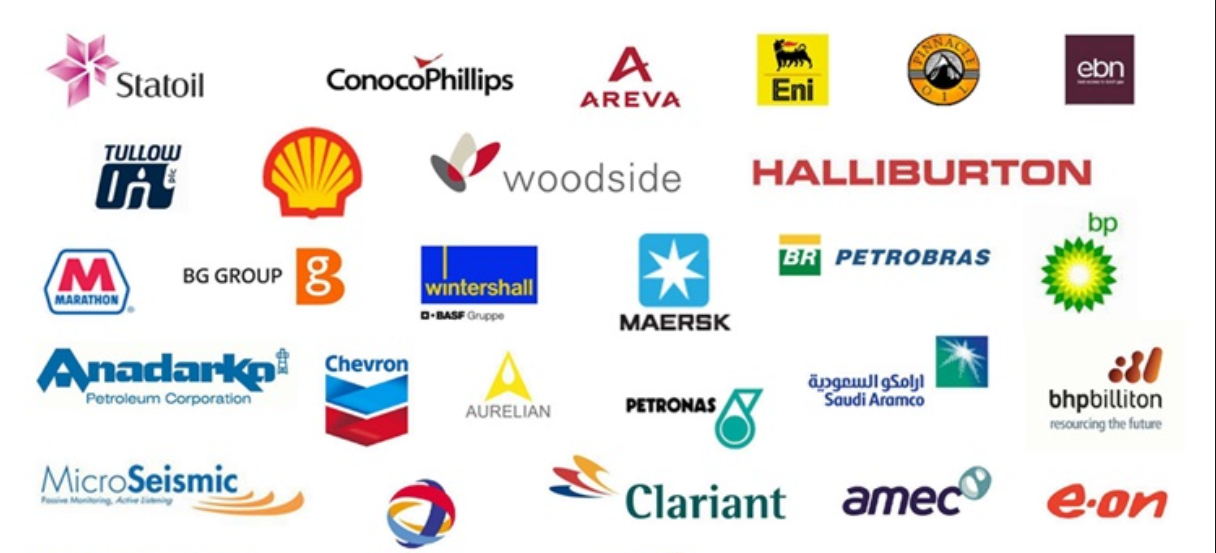 Statoil
ConocoPhillips
AREVA
Eni
PINNACLE
OIL
ebn
TULLOW
Oil
plc
woodside
HALLIBURTON
M
MARATHON
BG GROUP
g
wintershall
BASF Gruppe
MAERSK
BR PETROBRAS
bp
Anadarko
Petroleum Corporation
Chevron
AURELIAN
PETRONAS
ارامكو السعودية
Saudi Aramco
bhpbilliton
resourcing the future
MicroSeismic
Passive Monitoring, Active Listening
Clariant
amec
e·on